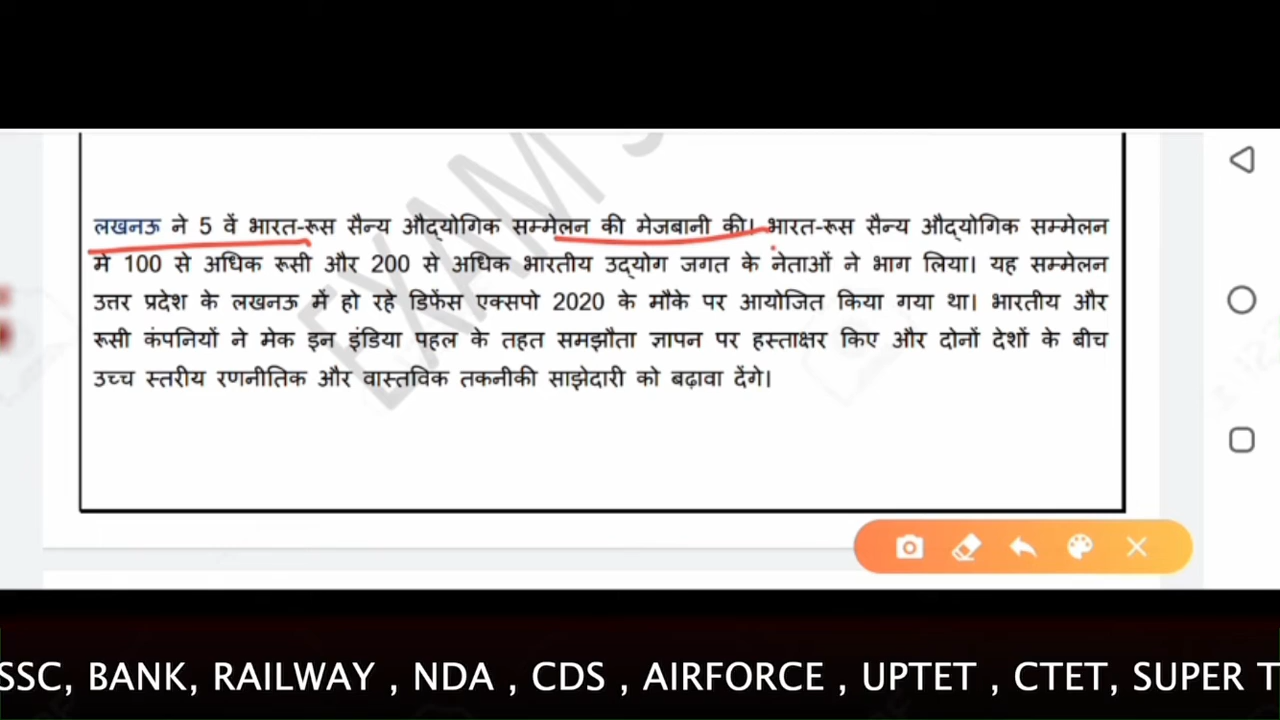 EXAM
लखनऊ ने 5 वें भारत-रूस सैन्य औद्योगिक सम्मेलन की मेजबानी की। भारत-रूस सैन्य औद्योगिक सम्मेलन
में 100 से अधिक रूसी और 200 से अधिक भारतीय उद्योग जगत के नेताओं ने भाग लिया। यह सम्मेलन
उत्तर प्रदेश के लखनऊ में हो रहे डिफेंस एक्सपो 2020 के मौके पर आयोजित किया गया था। भारतीय और
रूसी कंपनियों ने मेक इन इंडिया पहल के तहत समझौता ज्ञापन पर हस्ताक्षर किए और दोनों देशों के बीच
उच्च स्तरीय रणनीतिक और वास्तविक तकनीकी साझेदारी को बढ़ावा देंगे।
SSC, BANK, RAILWAY , NDA , CDS , AIRFORCE , UPTET , CTET, SUPER T